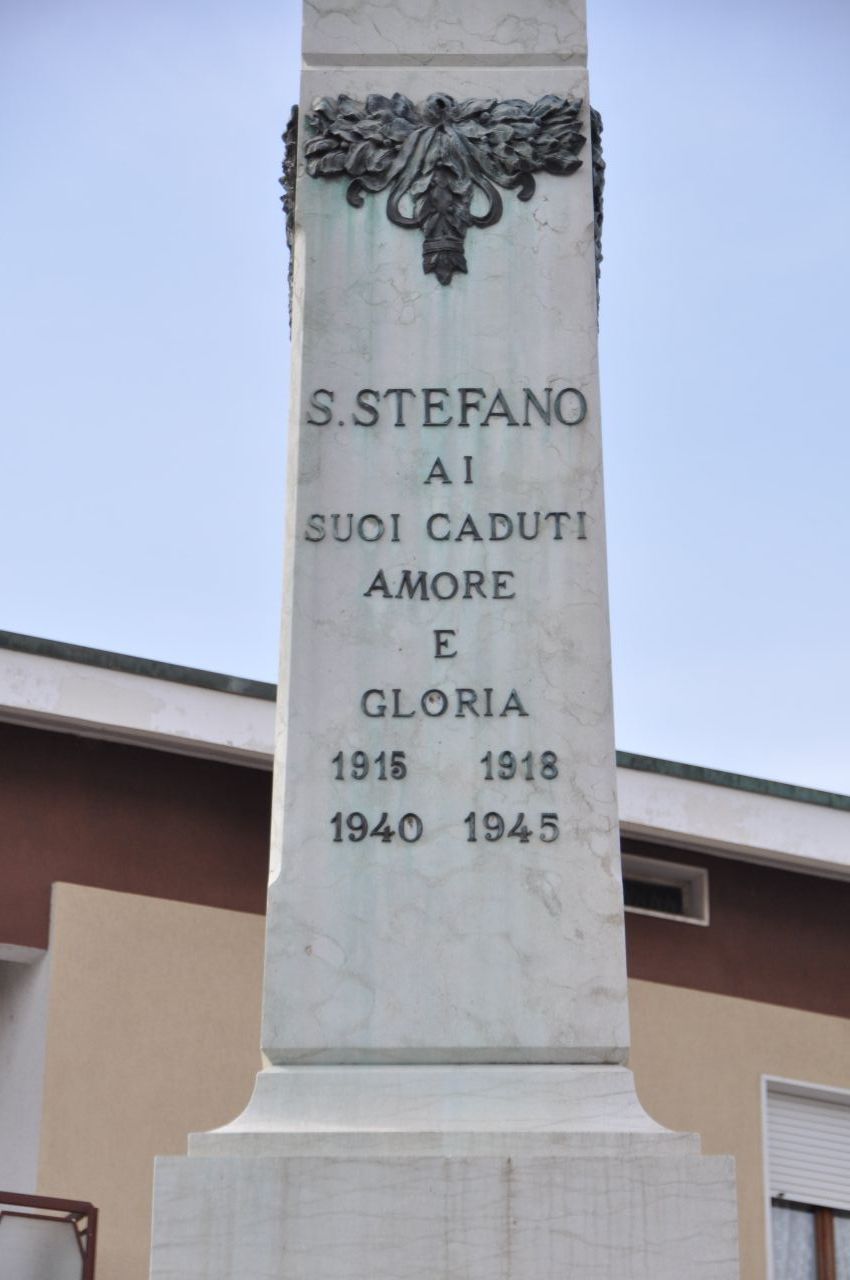 S.STEFANO
AI
SUOI CADUTI
AMORE
E
GLORIA
1915 1918
1940 1945